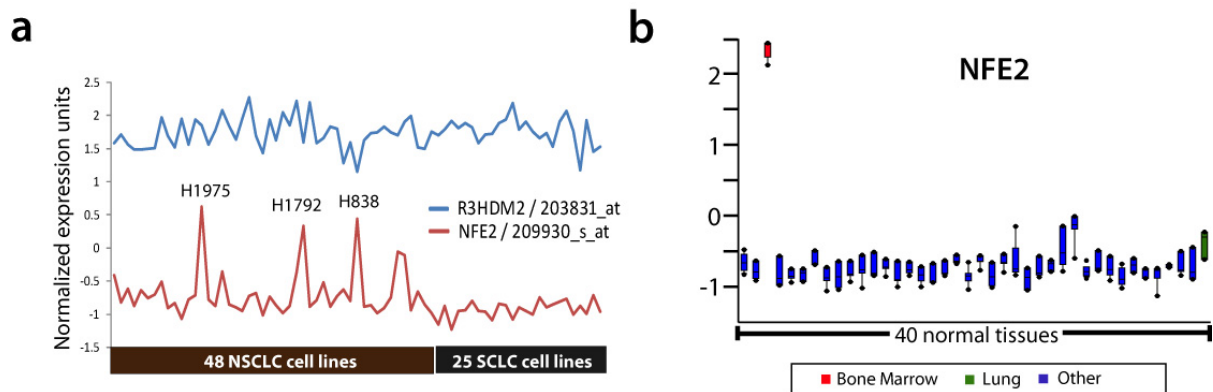 a
Normalized expression units
2.5
2
1.5
1
0.5
0
-0.5
-1
-1.5
H1975
H1792
H838
R3HDM2 / 203831_at
NFE2 / 209930_s_at
48 NSCLC cell lines
25 SCLC cell lines
b
NFE2
2
0
-1
40 normal tissues
Bone Marrow
Lung
Other